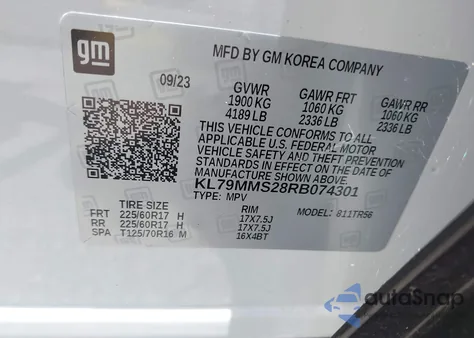 gm
MFD BY GM KOREA COMPANY
09/23
GVWR GAWR FRT GAWR RR
1900 KG 1060 KG 1060 KG
4189 LB 2336 LB 2336 LB
THIS VEHICLE CONFORMS TO ALL
APPLICABLE U.S. FEDERAL MOTOR
VEHICLE SAFETY AND THEFT
PREVENTION STANDARDS IN EFFECT
ON THE DATE OF
MANUFACTURE SHOWN ABOVE.
KL79MMS28RB074301
TYPE: MPV MODEL: 811TR56
TIRE SIZE RIM
FRT 225/60R17 H 17X7.5J
RR 225/60R17 H 17X7.5J
SPA T125/70R16 M 16X4BT
autoSnap